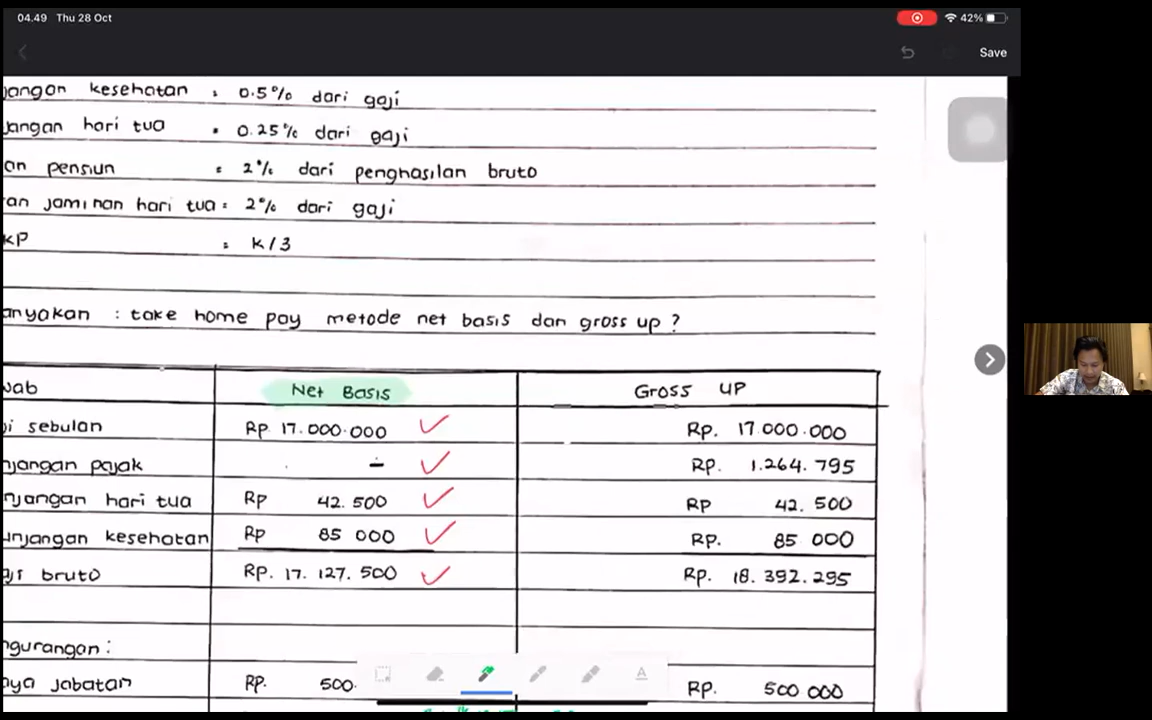 04.49 Thu 28 Oct 42%
Save
jangan kesehatan : 0.5% dari gaji
jangan hari tua : 0.25% dari gaji
an pensiun : 2% dari penghasilan bruto
an jaminan hari tua = 2% dari gaji
KP : K/3
anyakan : take home pay metode net basis dan gross up ?
wab Net Basis Gross UP
ji sebulan Rp. 17.000.000 Rp. 17.000.000
njangan pajak - Rp. 1.264.795
njangan hari tua Rp 42.500 Rp 42.500
unjangan kesehatan Rp 85 000 Rp. 85 000
aji bruto Rp. 17.127.500 Rp. 18.392.295
ngurangan :
aya jabatan Rp. 500 Rp. 500 000